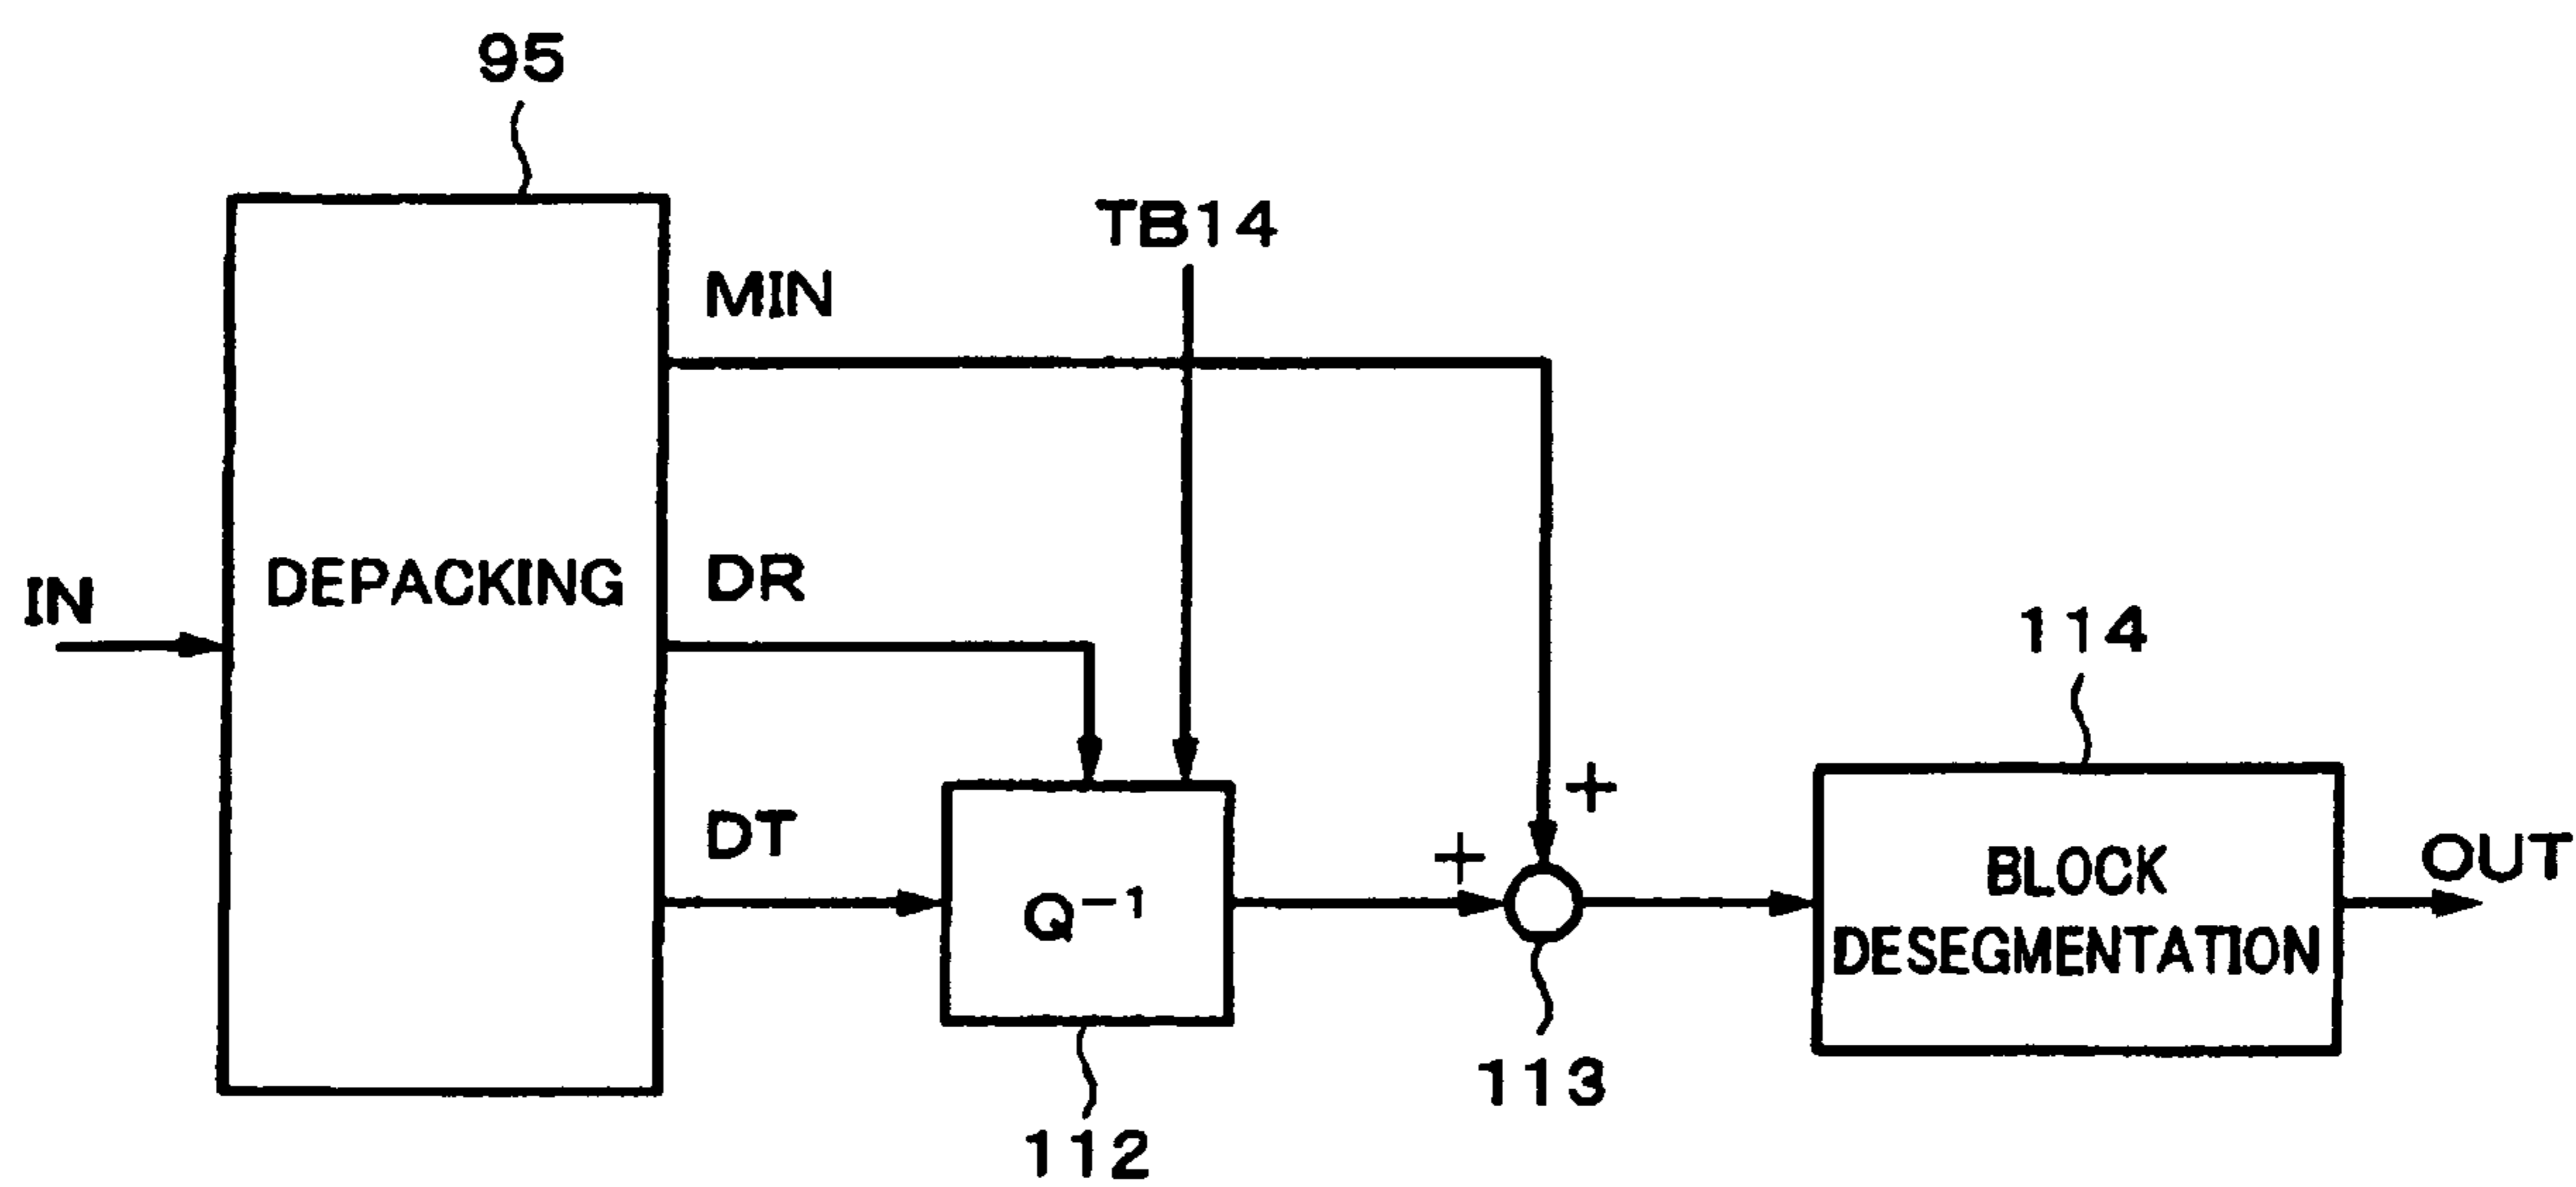 95
TB14
MIN
DR
IN
DEPACKING
114
DT
+
+
Q⁻¹
BLOCK
DESEGMENTATION
OUT
113
112